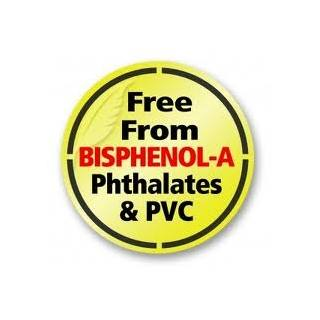 Free
From
BISPHENOL-A
Phthalates
& PVC